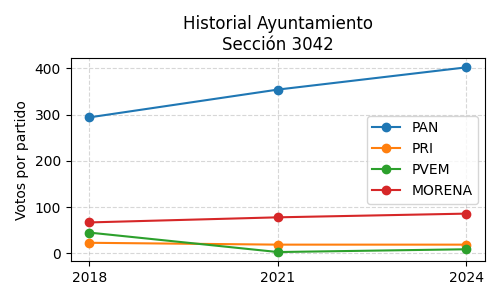 Historial Ayuntamiento
Sección 3042
Votos por partido
400
300
200
100
0
2018
2021
2024
PAN
PRI
PVEM
MORENA